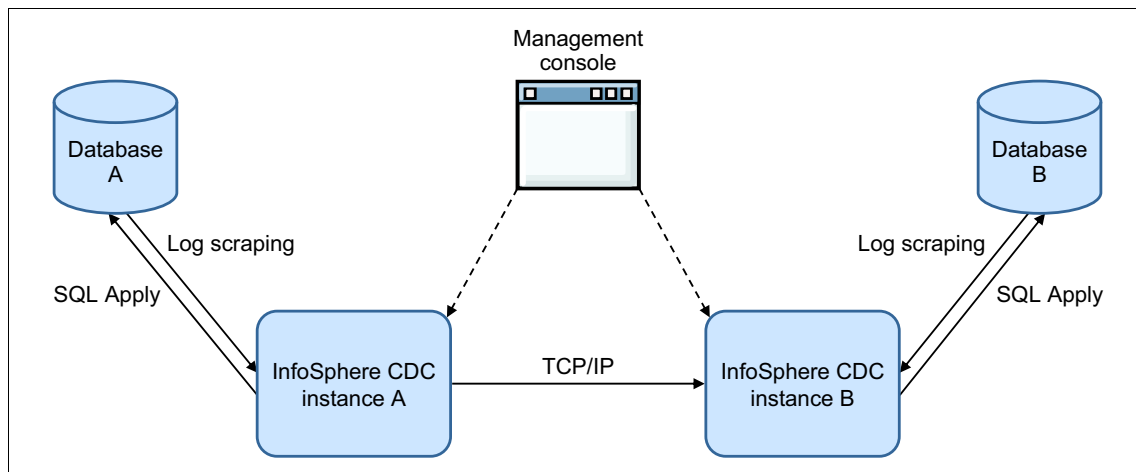 Management
console
Database
A
Database
B
Log scraping
Log scraping
SQL Apply
SQL Apply
TCP/IP
InfoSphere CDC
instance A
InfoSphere CDC
instance B